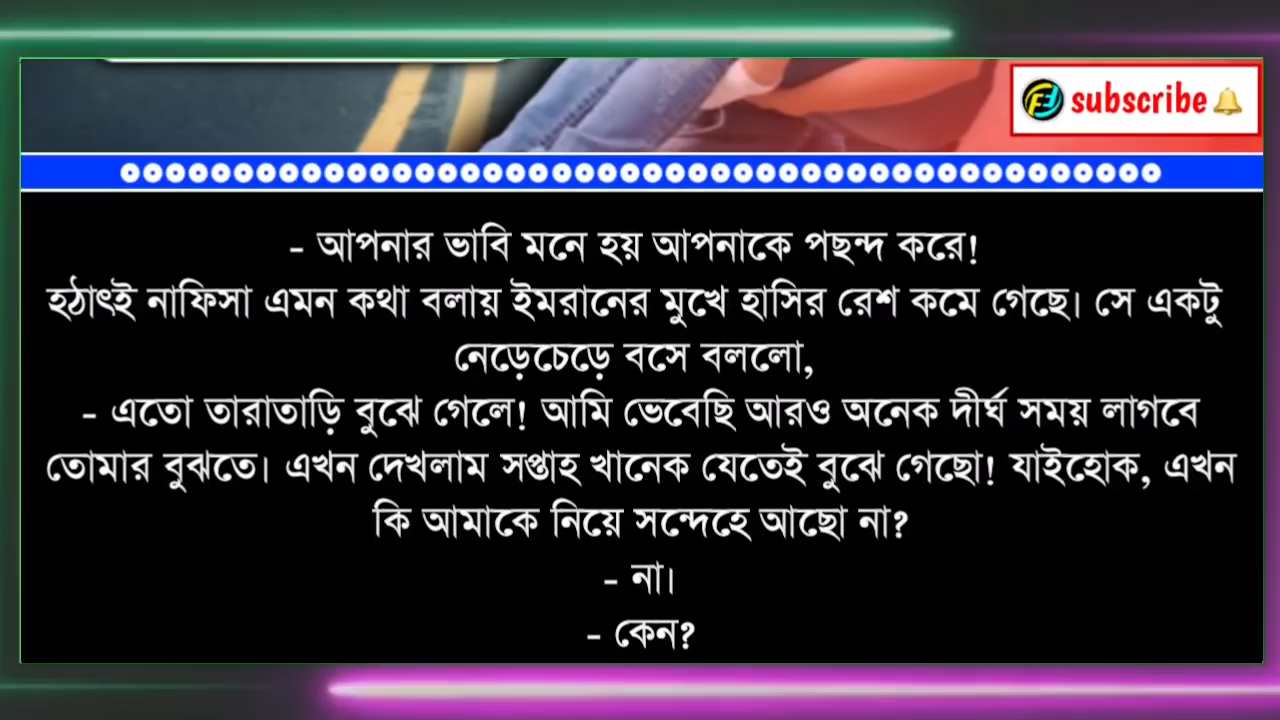 subscribe
- আপনার ভাবি মনে হয় আপনাকে পছন্দ করে!
হঠাৎই নাফিসা এমন কথা বলায় ইমরানের মুখে হাসির রেশ কমে গেছে। সে একটু
নেড়েচেড়ে বসে বললো,
- এতো তারাতাড়ি বুঝে গেলে! আমি ভেবেছি আরও অনেক দীর্ঘ সময় লাগবে
তোমার বুঝতে। এখন দেখলাম সপ্তাহ খানেক যেতেই বুঝে গেছো! যাইহোক, এখন
কি আমাকে নিয়ে সন্দেহে আছো না?
- না।
- কেন?